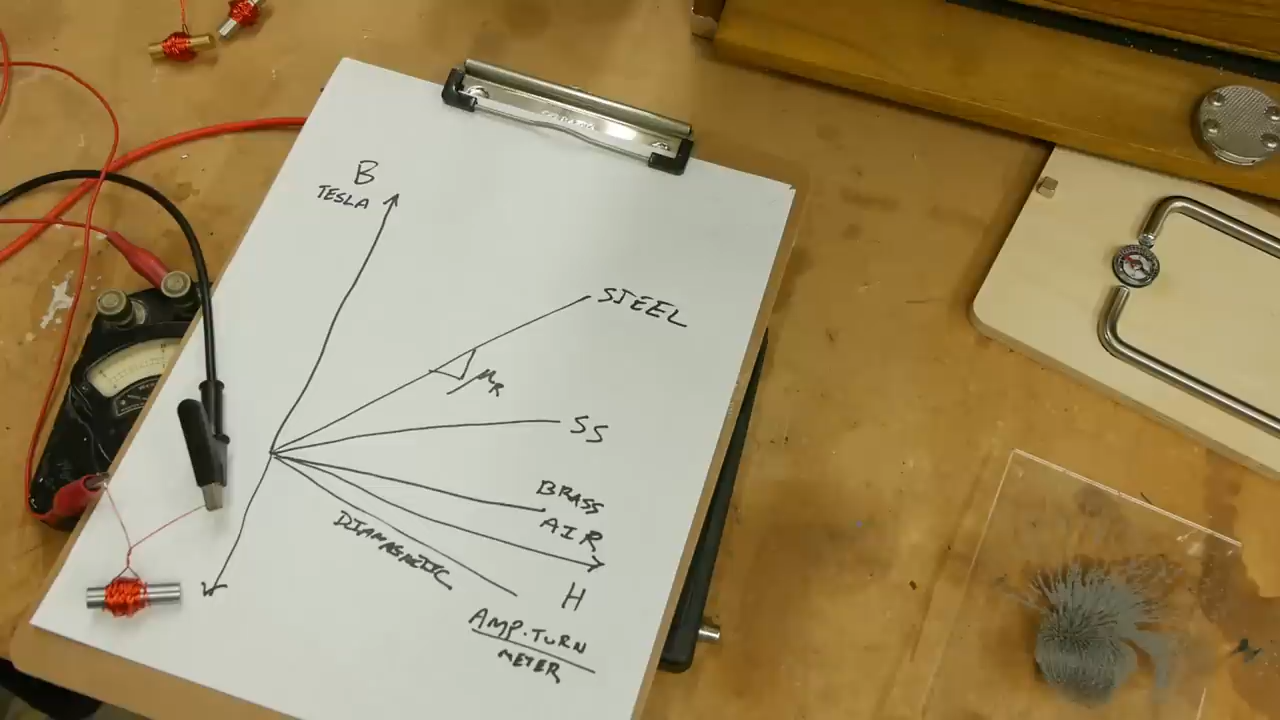 B
TESLA
STEEL
μR
SS
BRASS
AIR
DIAMAGNETIC
H
AMP·TURN
METER